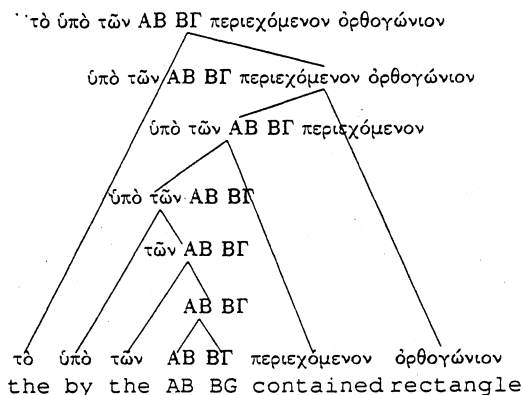 τὸ ὑπὸ τῶν ΑΒ ΒΓ περιεχόμενον ὀρθογώνιον
ὑπὸ τῶν ΑΒ ΒΓ περιεχόμενον ὀρθογώνιον
ὑπὸ τῶν ΑΒ ΒΓ περιεχόμενον
ὑπὸ τῶν ΑΒ ΒΓ
τῶν ΑΒ ΒΓ
ΑΒ ΒΓ
τὸ ὑπὸ τῶν ΑΒ ΒΓ περιεχόμενον ὀρθογώνιον
the by the AB BG contained rectangle